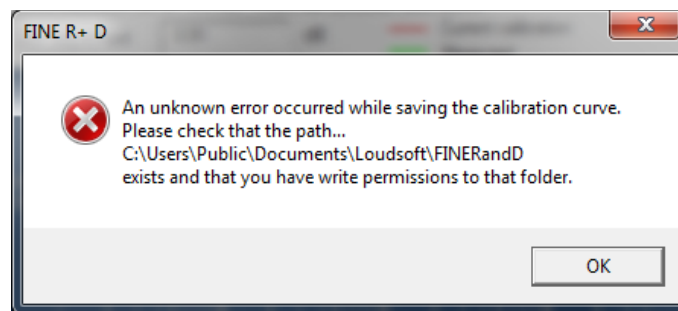 FINE R+ D
An unknown error occurred while saving the calibration curve.
Please check that the path...
C:\Users\Public\Documents\Loudsoft\FINERandD
exists and that you have write permissions to that folder.
OK